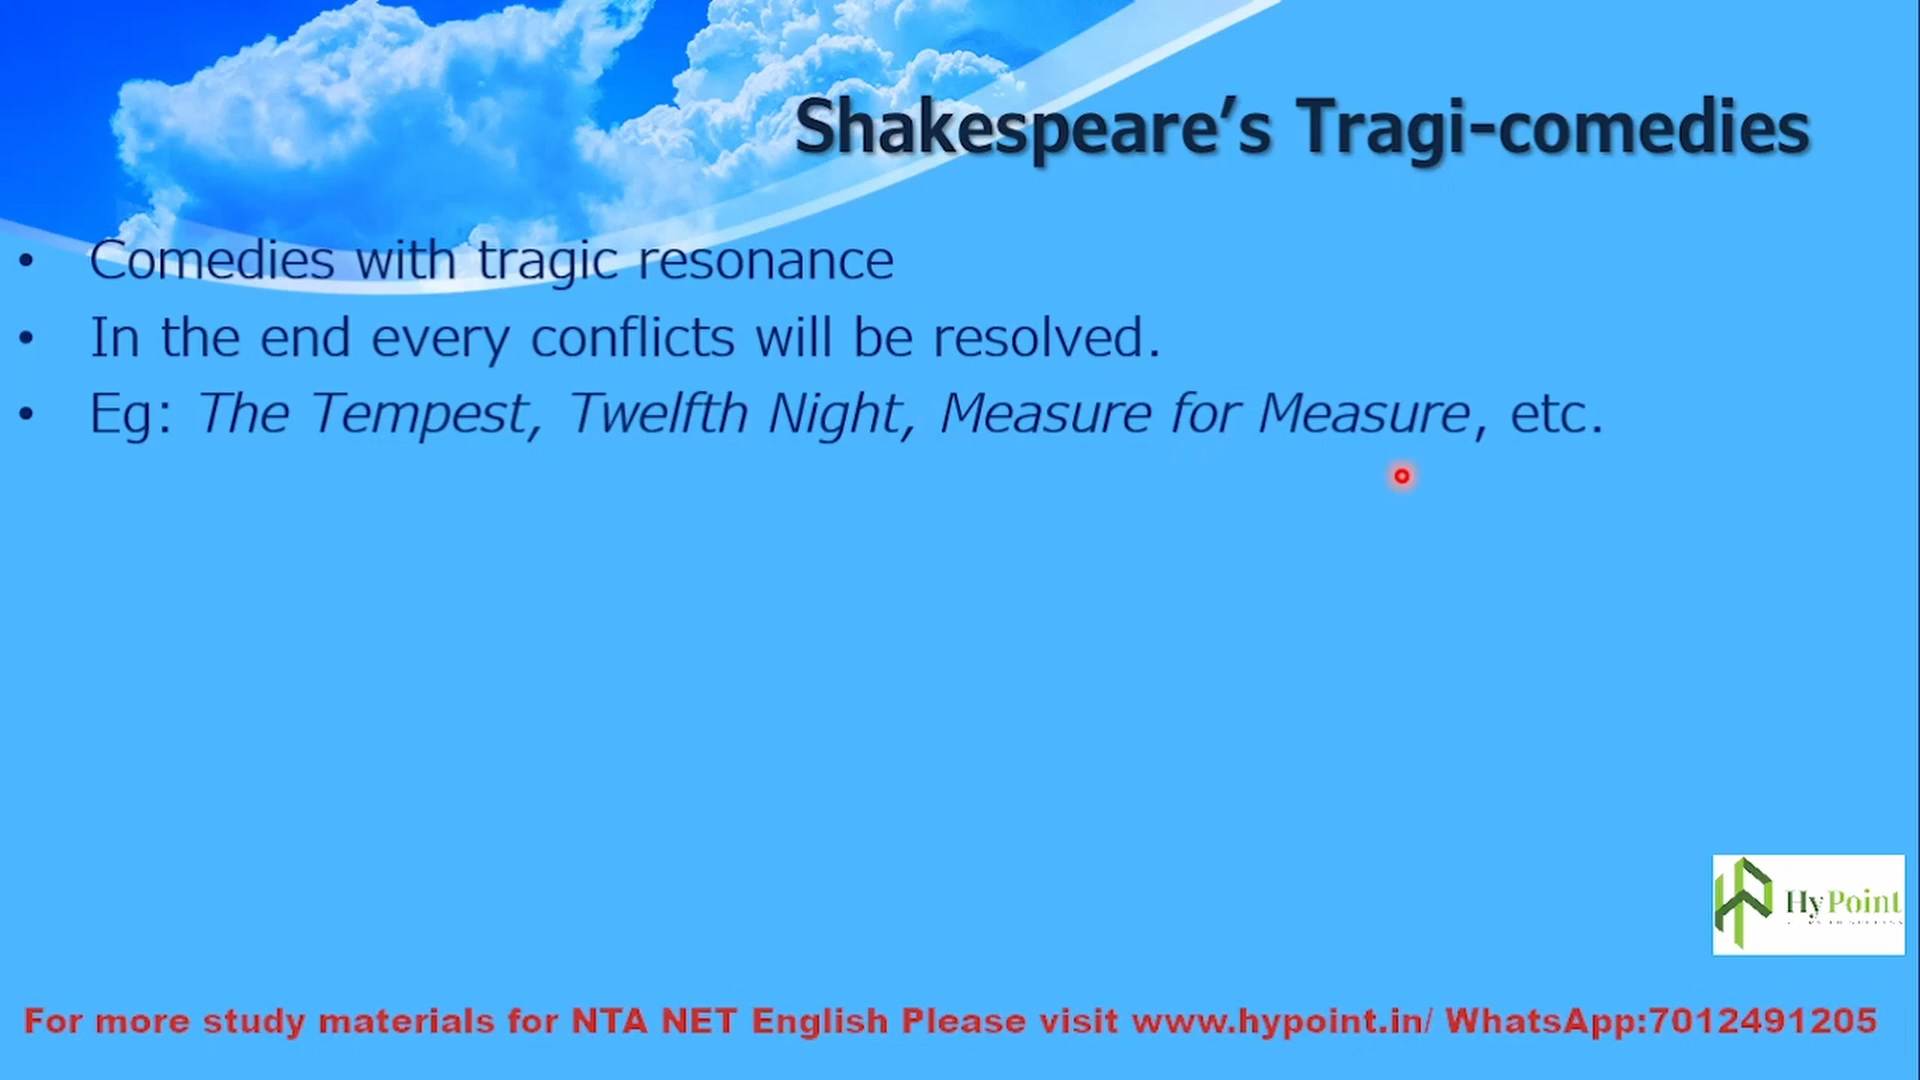 Shakespeare’s Tragi-comedies
• Comedies with tragic resonance
• In the end every conflicts will be resolved.
• Eg: The Tempest, Twelfth Night, Measure for Measure, etc.
Hy Point
For more study materials for NTA NET English Please visit www.hypoint.in/ WhatsApp:7012491205